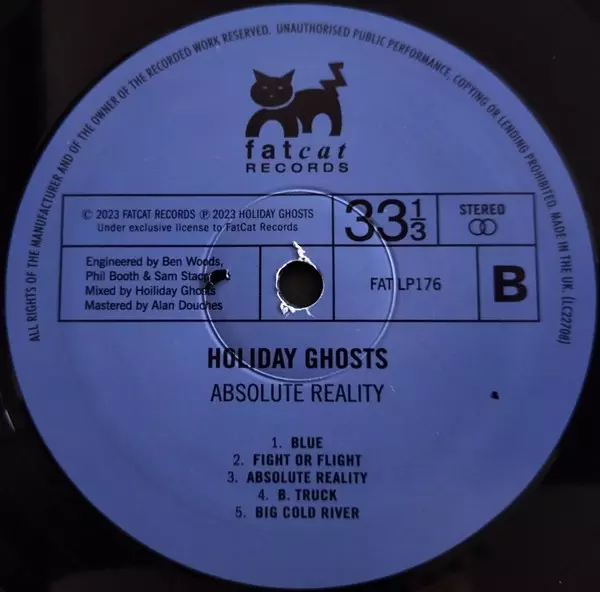 ALL RIGHTS OF THE MANUFACTURER AND OF THE OWNER OF THE RECORDED WORK RESERVED. UNAUTHORISED PUBLIC PERFORMANCE, COPYING OR LENDING PROHIBITED. MADE IN THE UK. (LC22708)
fatcat
RECORDS
© 2023 FATCAT RECORDS ℗ 2023 HOLIDAY GHOSTS
Under exclusive license to FatCat Records
33 1/3
STEREO
Engineered by Ben Woods,
Phil Booth & Sam
Mixed by Hoiliday Ghosts
Mastered by Alan Douches
FAT LP176
B
HOLIDAY GHOSTS
ABSOLUTE REALITY
1. BLUE
2. FIGHT OR FLIGHT
3. ABSOLUTE REALITY
4. B. TRUCK
5. BIG COLD RIVER